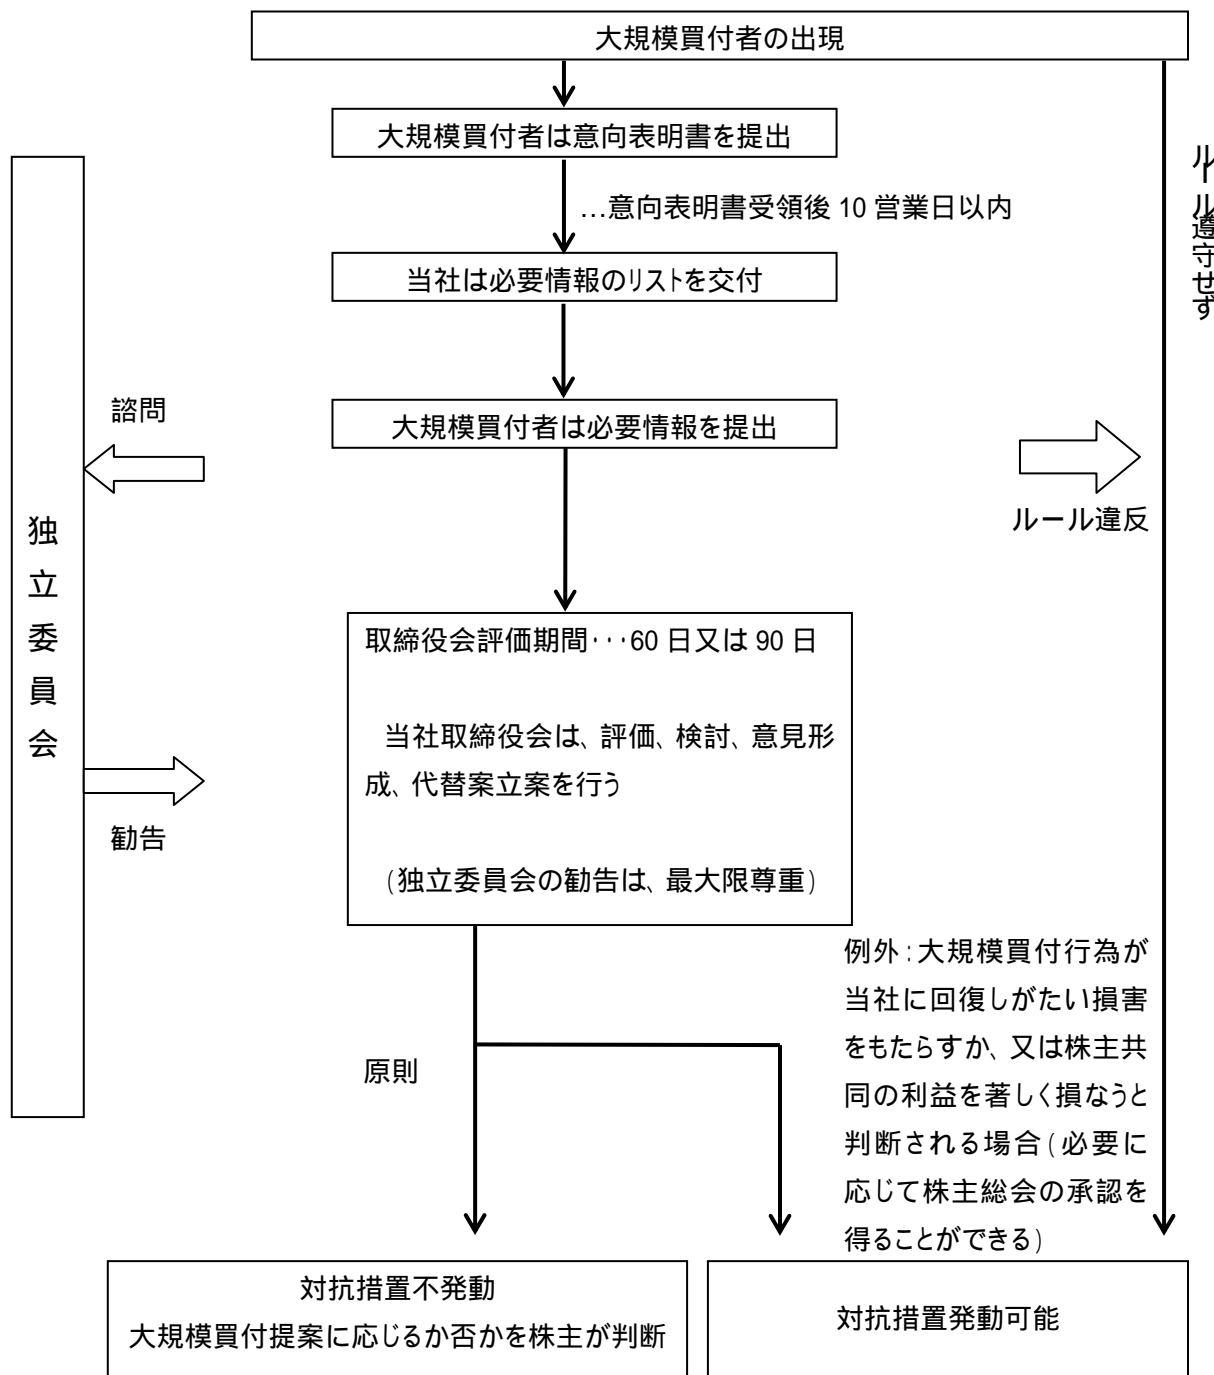 大規模買付者の出現
大規模買付者は意向表明書を提出
…意向表明書受領後 10 営業日以内
当社は必要情報のリストを交付
大規模買付者は必要情報を提出
諮問
独立委員会
勧告
ルール遵守せず
ルール違反
取締役会評価期間･･･60 日又は 90 日
当社取締役会は、評価、検討、意見形
成、代替案立案を行う
(独立委員会の勧告は、最大限尊重)
原則
例外:大規模買付行為が
当社に回復しがたい損害
をもたらすか、又は株主共
同の利益を著しく損なうと
判断される場合(必要に
応じて株主総会の承認を
得ることができる)
対抗措置不発動
大規模買付提案に応じるか否かを株主が判断
対抗措置発動可能